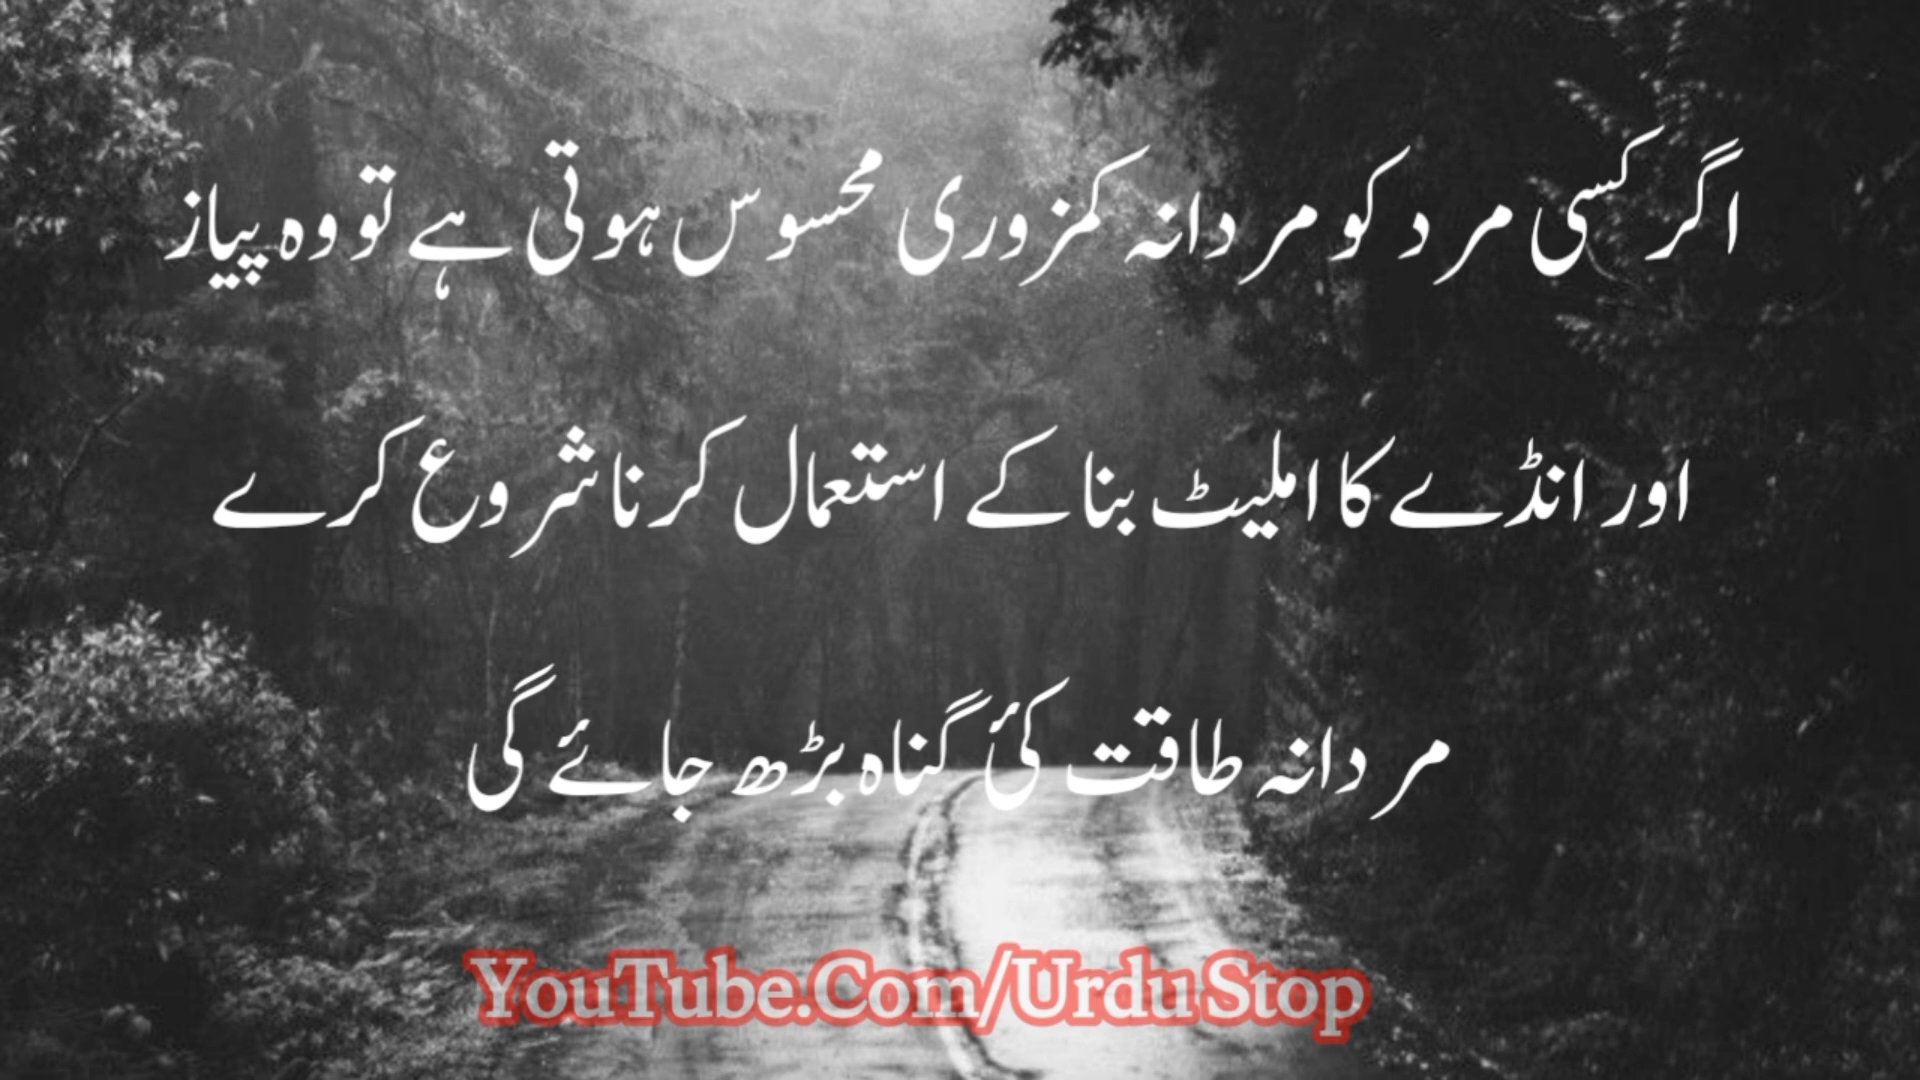 اگر کسی مرد کو مردانہ کمزوری محسوس ہوتی ہے تو وہ پیاز
اور انڈے کا املیٹ بنا کے استعمال کرنا شروع کرے
مردانہ طاقت کئ گناہ بڑھ جائے گی
YouTube.Com/Urdu Stop